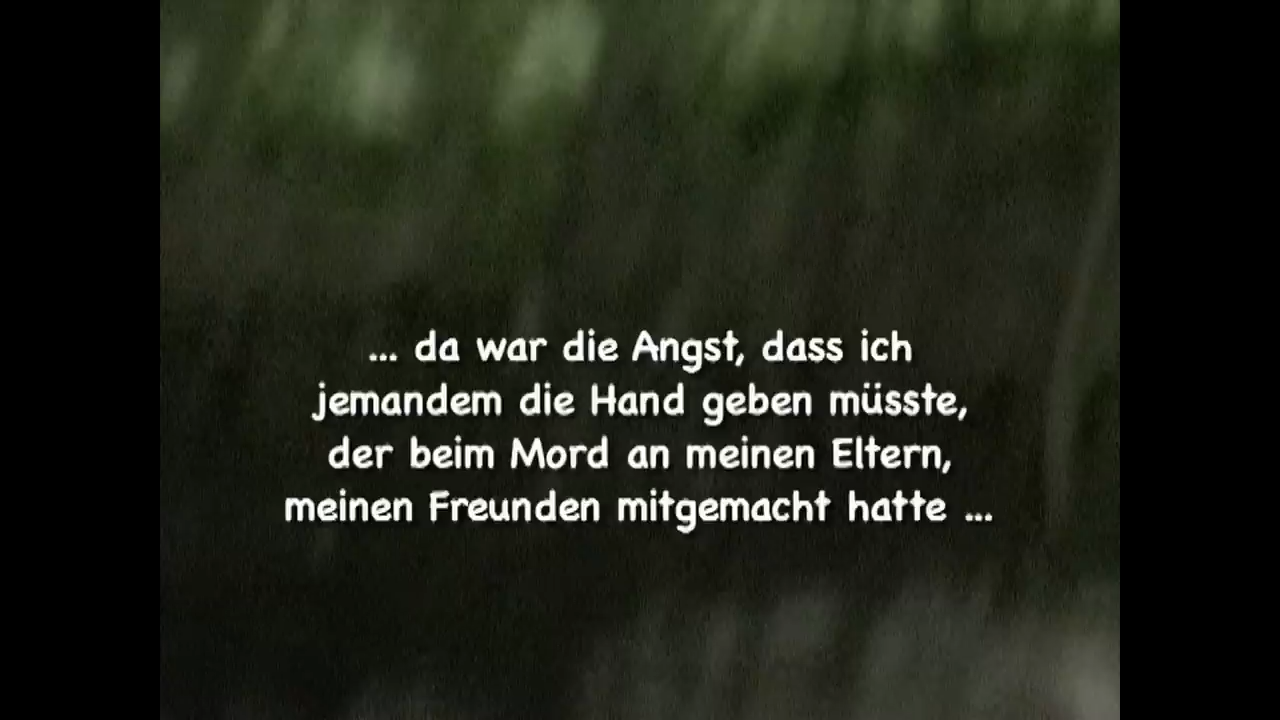 ... da war die Angst, dass ich
jemandem die Hand geben müsste,
der beim Mord an meinen Eltern,
meinen Freunden mitgemacht hatte ...